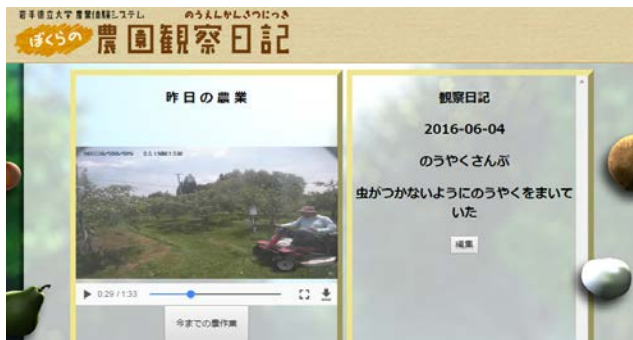 岩手県立大学 農業体験システム
のうえんかんさつにっき
ぼくらの
農園観察日記
昨日の農業
0:29 / 1:33
今までの農作業
観察日記
2016-06-04
のうやくさんぷ
虫がつかないようにのうやくをまいて
いた
編集